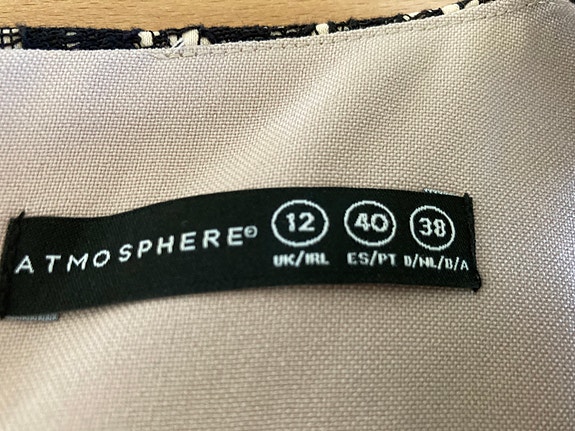 ATMOSPHERE© 12 40 38
UK/IRL ES/PT D/NL/B/A